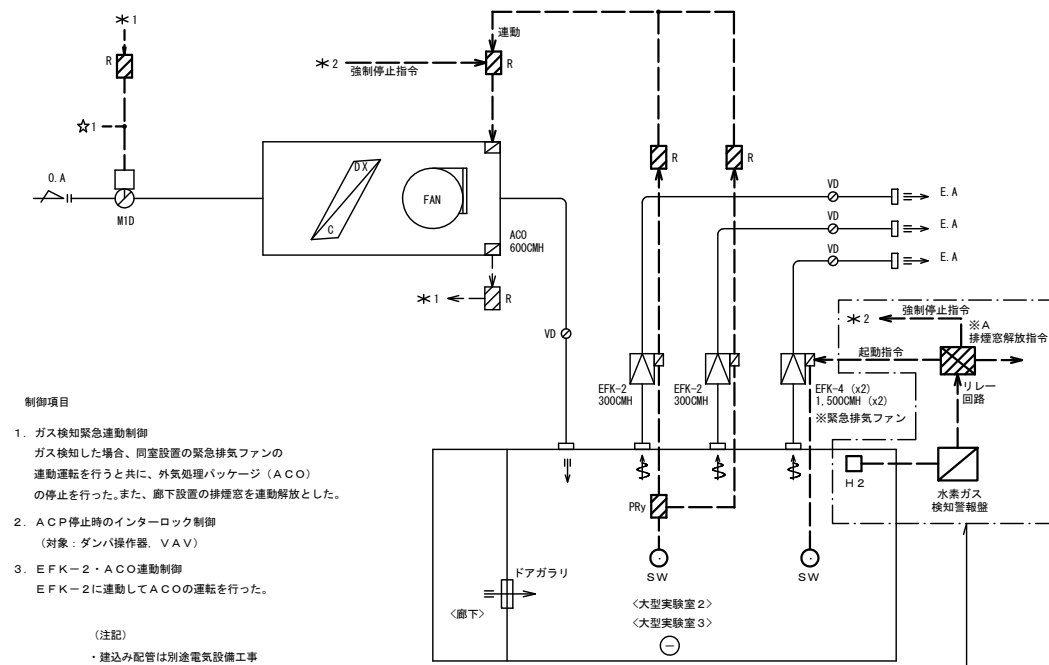 ＊1
R
☆1
O.A
M1D
＊2
強制停止指令
連動
R
DX
C
FAN
ACO
600CMH
＊1
R
VD
R
R
VD
E.A
VD
E.A
VD
E.A
EFK-2
300CMH
EFK-2
300CMH
EFK-4 (x2)
1,500CMH (x2)
※緊急排気ファン
起動指令
強制停止指令
＊2
※A
排煙窓解放指令
リレー
回路
H2
水素ガス
検知警報盤
PRy
SW
SW
ドアガラリ
〈廊下〉
〈大型実験室2〉
〈大型実験室3〉
制御項目
1. ガス検知緊急連動制御
ガス検知した場合、同室設置の緊急排気ファンの
連動運転を行うと共に、外気処理パッケージ（ACO）
の停止を行った。また、廊下設置の排煙窓を連動解放とした。
2. ACP停止時のインターロック制御
（対象：ダンパ操作器, VAV）
3. EFK-2・ACO連動制御
EFK-2に連動してACOの運転を行った。
（注記）
・建込み配管は別途電気設備工事